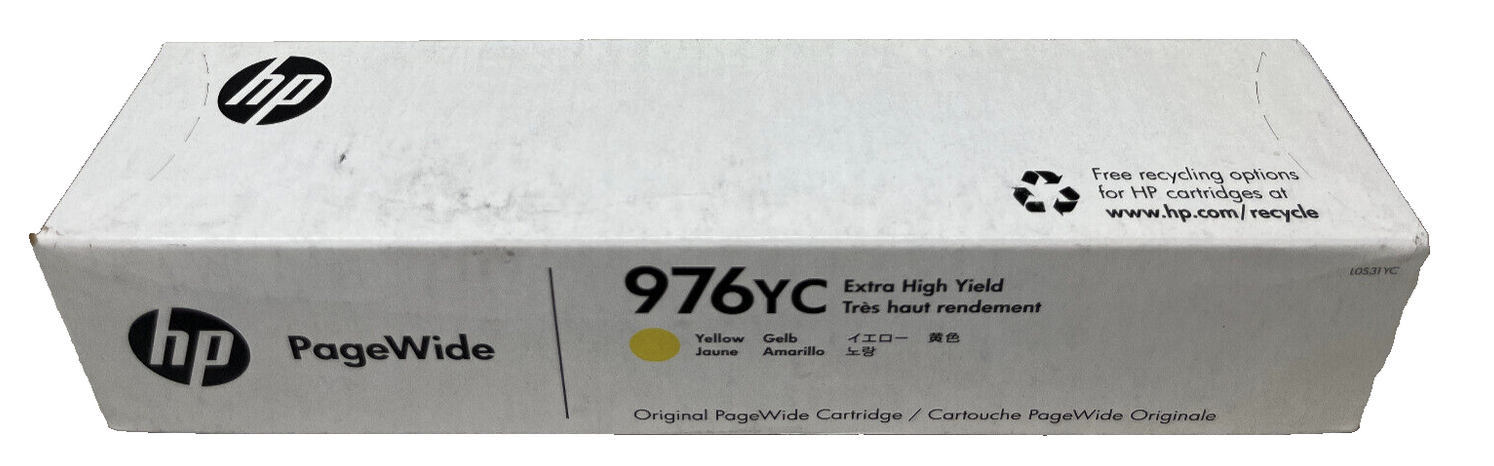 hp
Free recycling options
for HP cartridges at
www.hp.com/recycle
L0S31YC
hp PageWide
976YC Extra High Yield
Très haut rendement
Yellow Gelb イエロー 黄色
Jaune Amarillo 노랑
Original PageWide Cartridge / Cartouche PageWide Originale